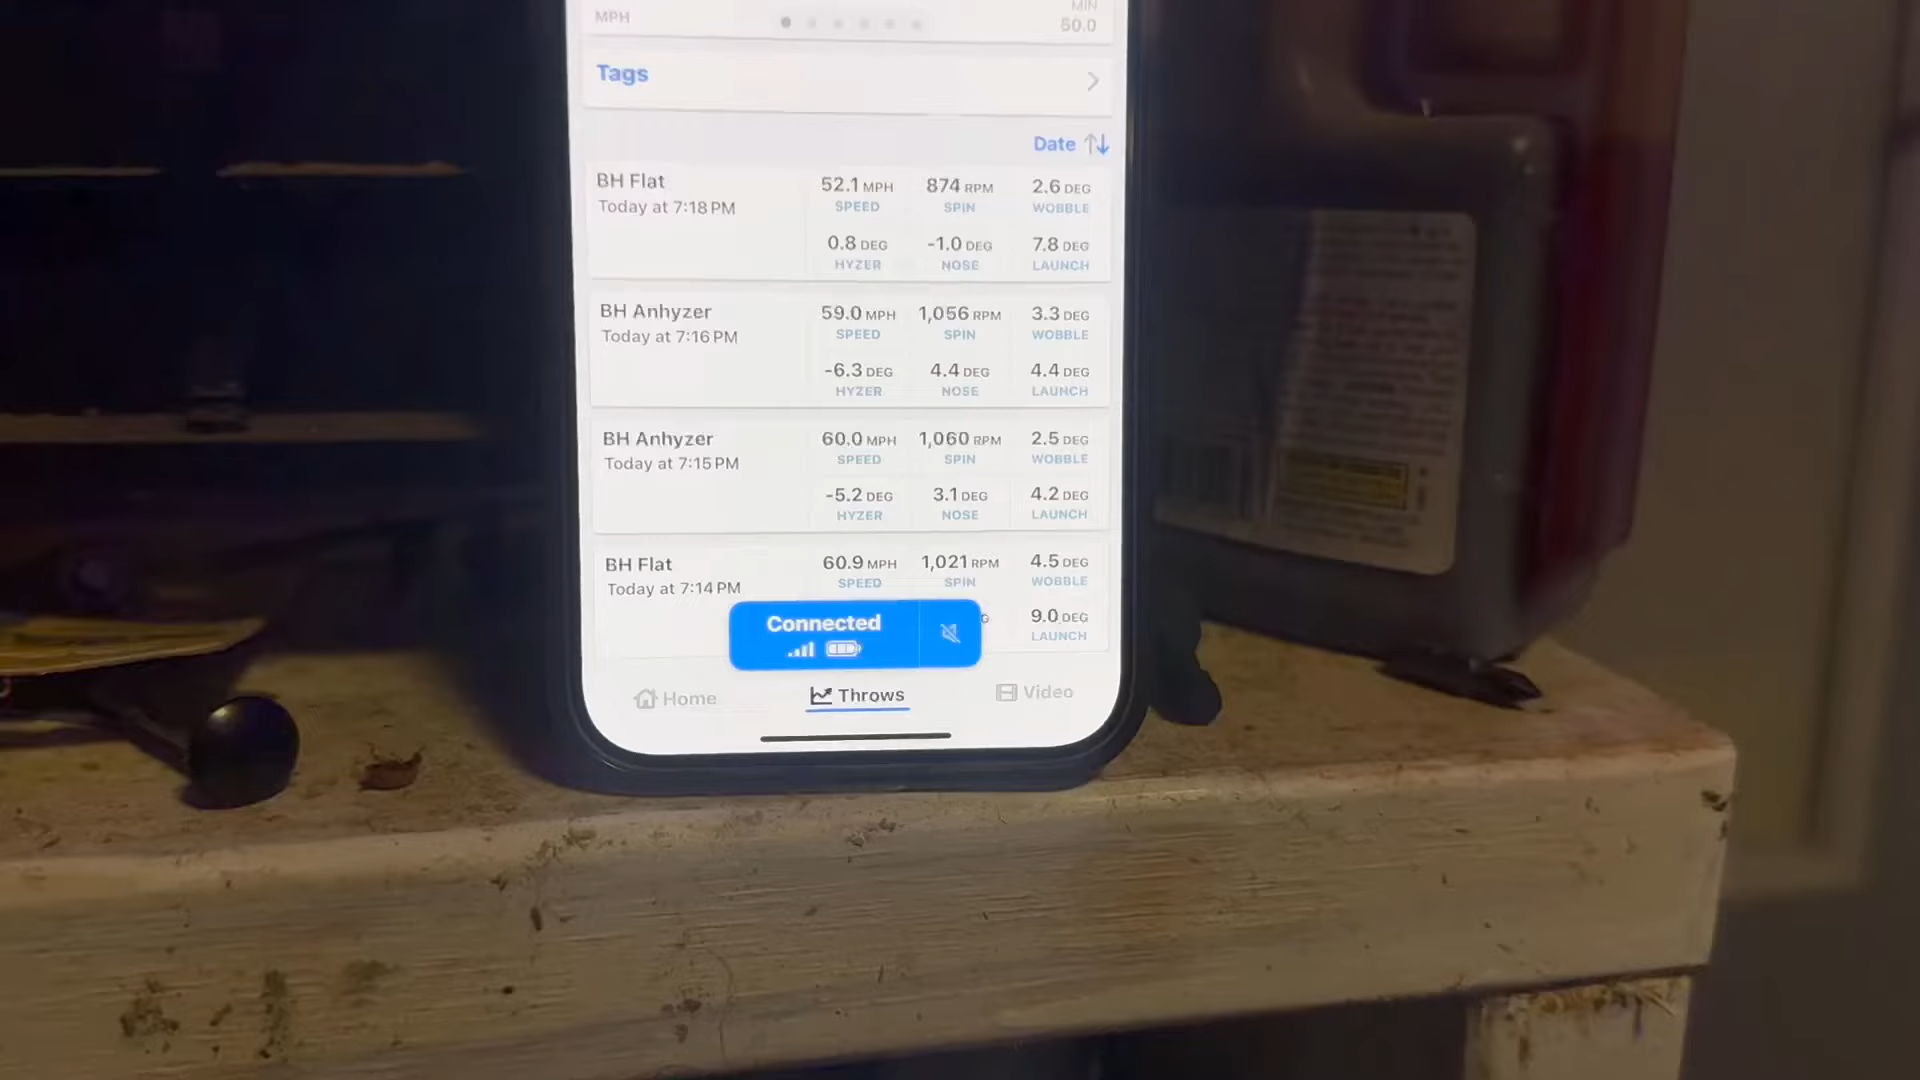 MPH
MIN
50.0
Tags
Date
BH Flat
Today at 7:18 PM
52.1 MPH
SPEED
874 RPM
SPIN
2.6 DEG
WOBBLE
0.8 DEG
HYZER
-1.0 DEG
NOSE
7.8 DEG
LAUNCH
BH Anhyzer
Today at 7:16 PM
59.0 MPH
SPEED
1,056 RPM
SPIN
3.3 DEG
WOBBLE
-6.3 DEG
HYZER
4.4 DEG
NOSE
4.4 DEG
LAUNCH
BH Anhyzer
Today at 7:15 PM
60.0 MPH
SPEED
1,060 RPM
SPIN
2.5 DEG
WOBBLE
-5.2 DEG
HYZER
3.1 DEG
NOSE
4.2 DEG
LAUNCH
BH Flat
Today at 7:14 PM
60.9 MPH
SPEED
1,021 RPM
SPIN
4.5 DEG
WOBBLE
9.0 DEG
LAUNCH
Connected
Home
Throws
Video